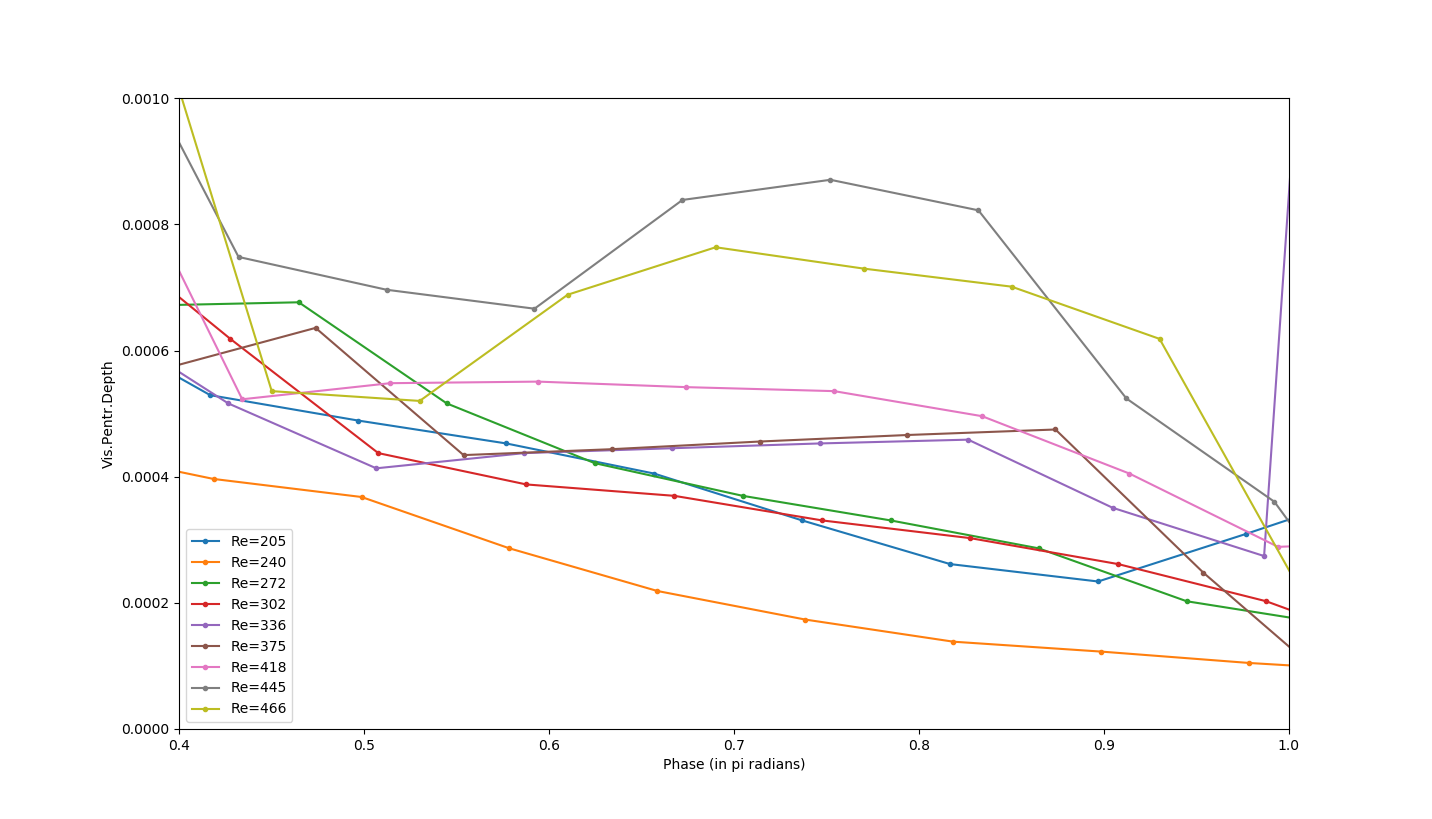 0.0010
0.0008
0.0006
0.0004
0.0002
0.0000
Vis.Pentr.Depth
Re=205
Re=240
Re=272
Re=302
Re=336
Re=375
Re=418
Re=445
Re=466
0.4 0.5 0.6 0.7 0.8 0.9 1.0
Phase (in pi radians)